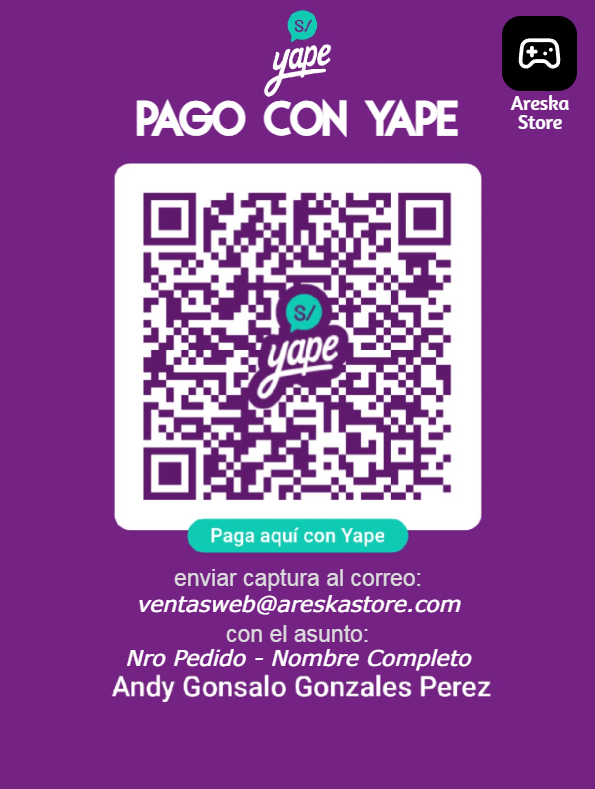 S/
yape
Areska
Store
PAGO CON YAPE
S/
yape
Paga aquí con Yape
enviar captura al correo:
ventasweb@areskastore.com
con el asunto:
Nro Pedido - Nombre Completo
Andy Gonsalo Gonzales Perez